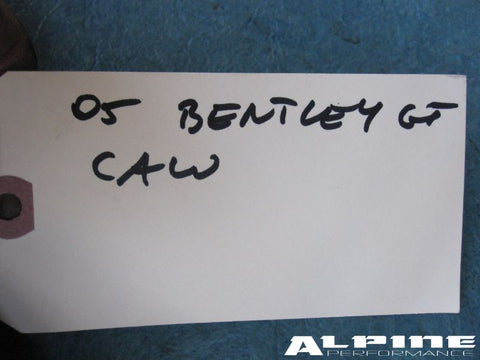 05 BENTLEY GT
CAW
ALPINE
PERFORMANCE